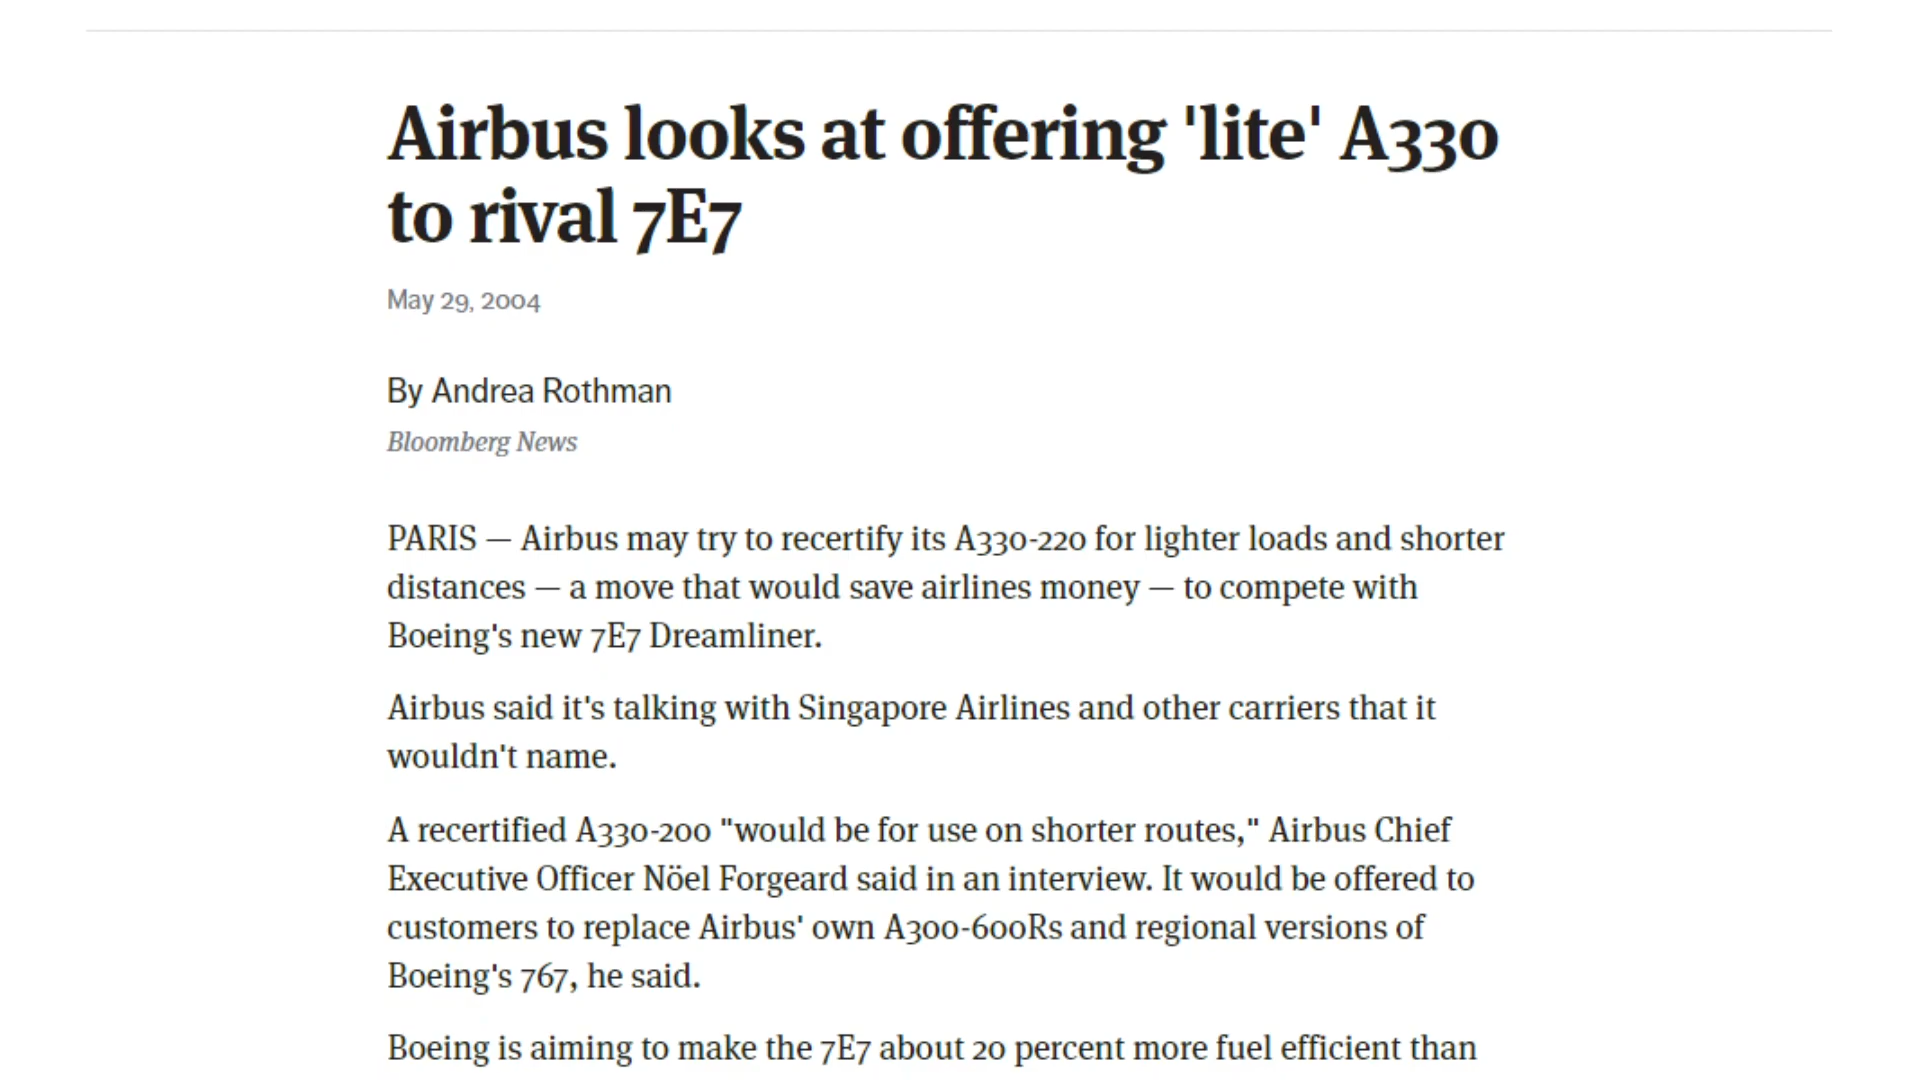 Airbus looks at offering 'lite' A330
to rival 7E7
May 29, 2004
By Andrea Rothman
Bloomberg News
PARIS — Airbus may try to recertify its A330-220 for lighter loads and shorter
distances — a move that would save airlines money — to compete with
Boeing's new 7E7 Dreamliner.
Airbus said it's talking with Singapore Airlines and other carriers that it
wouldn't name.
A recertified A330-200 "would be for use on shorter routes," Airbus Chief
Executive Officer Nöel Forgeard said in an interview. It would be offered to
customers to replace Airbus' own A300-600Rs and regional versions of
Boeing's 767, he said.
Boeing is aiming to make the 7E7 about 20 percent more fuel efficient than